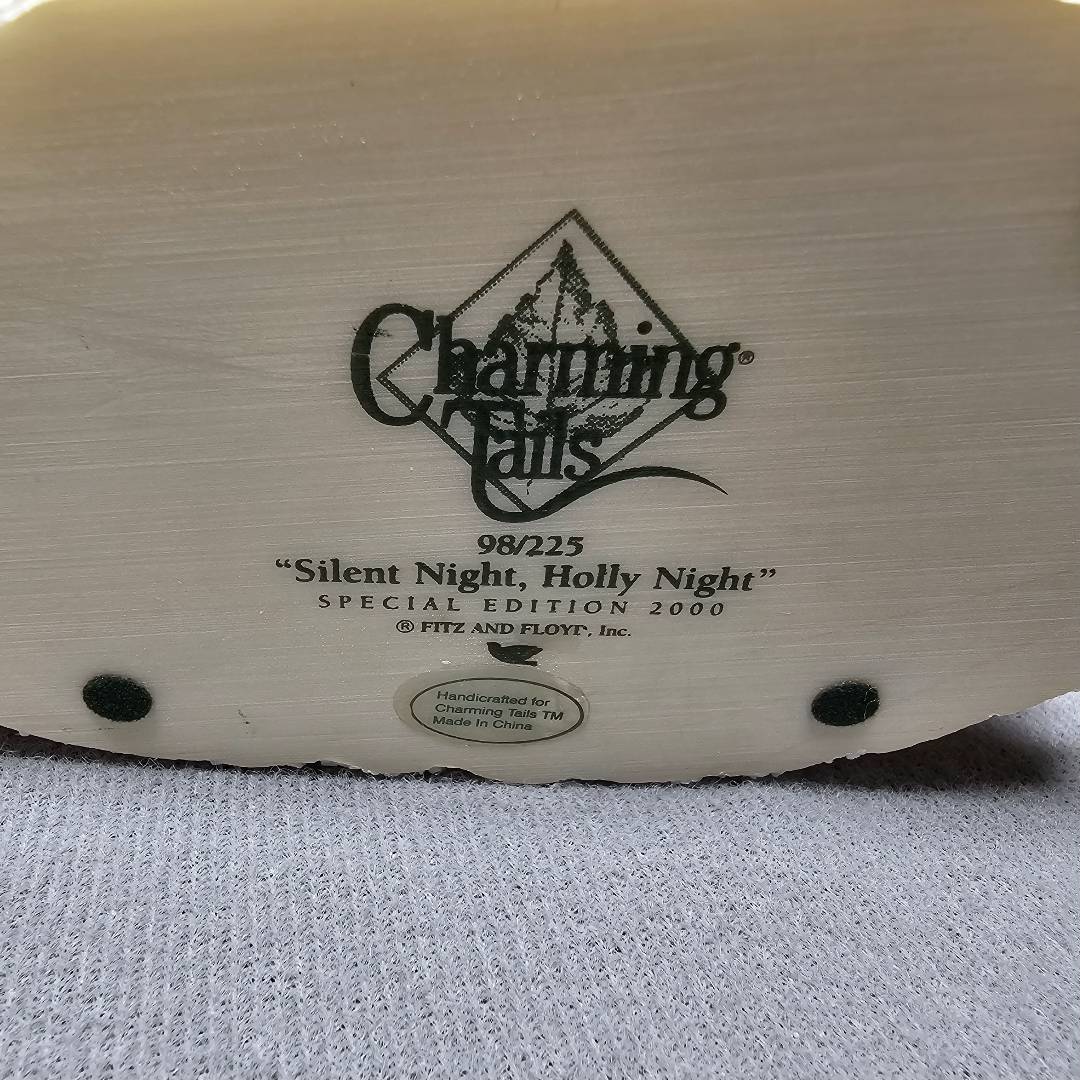 Charming®
Tails
98/225
“Silent Night, Holly Night”
SPECIAL EDITION 2000
® FITZ AND FLOYD, Inc.
Handicrafted for
Charming Tails TM
Made In China